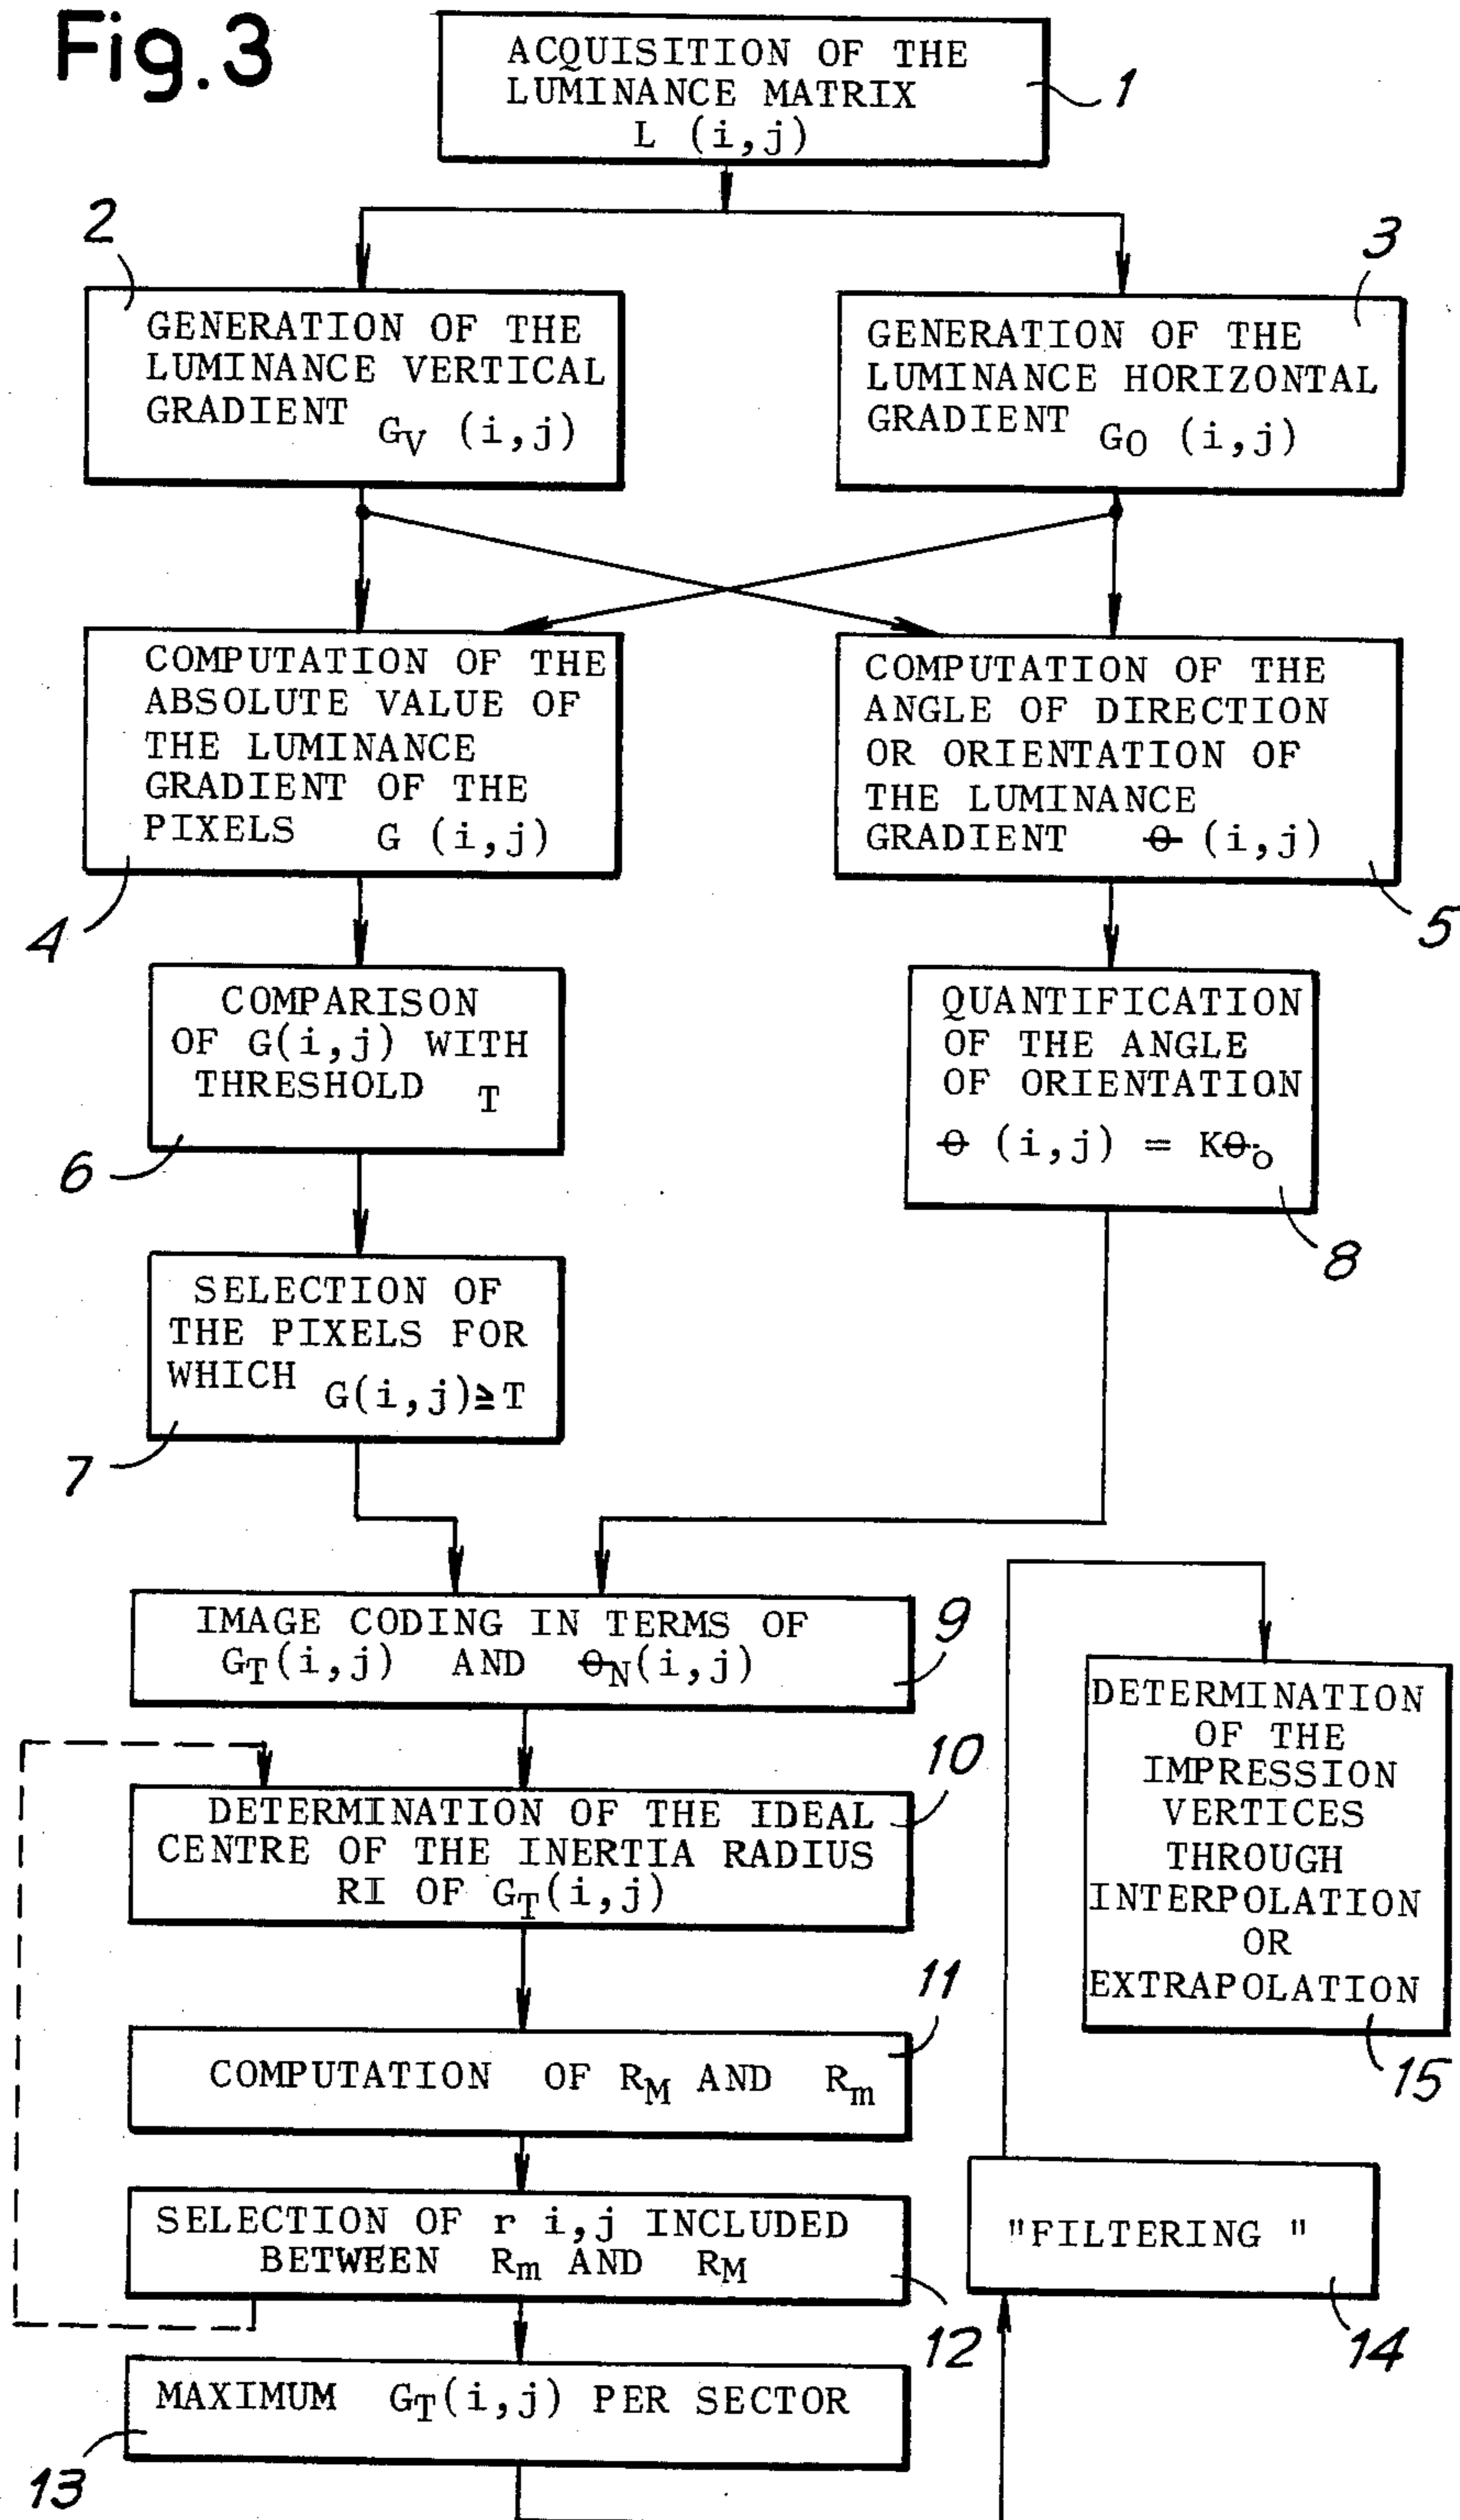 Fig.3
ACQUISITION OF THE
LUMINANCE MATRIX
L (i,j)
1
2
3
GENERATION OF THE
LUMINANCE VERTICAL
GRADIENT GV (i,j)
GENERATION OF THE
LUMINANCE HORIZONTAL
GRADIENT GO (i,j)
COMPUTATION OF THE
ABSOLUTE VALUE OF
THE LUMINANCE
GRADIENT OF THE
PIXELS G (i,j)
4
COMPUTATION OF THE
ANGLE OF DIRECTION
OR ORIENTATION OF
THE LUMINANCE
GRADIENT Θ (i,j)
5
COMPARISON
OF G(i,j) WITH
THRESHOLD T
6
QUANTIFICATION
OF THE ANGLE
OF ORIENTATION
Θ (i,j) = KΘo
8
SELECTION OF
THE PIXELS FOR
WHICH G(i,j)≥T
7
IMAGE CODING IN TERMS OF
GT(i,j) AND ΘN(i,j)
9
DETERMINATION OF THE IDEAL
CENTRE OF THE INERTIA RADIUS
RI OF GT(i,j)
10
COMPUTATION OF RM AND Rm
11
SELECTION OF r i,j INCLUDED
BETWEEN Rm AND RM
12
MAXIMUM GT(i,j) PER SECTOR
13
"FILTERING "
14
DETERMINATION
OF THE
IMPRESSION
VERTICES
THROUGH
INTERPOLATION
OR
EXTRAPOLATION
15